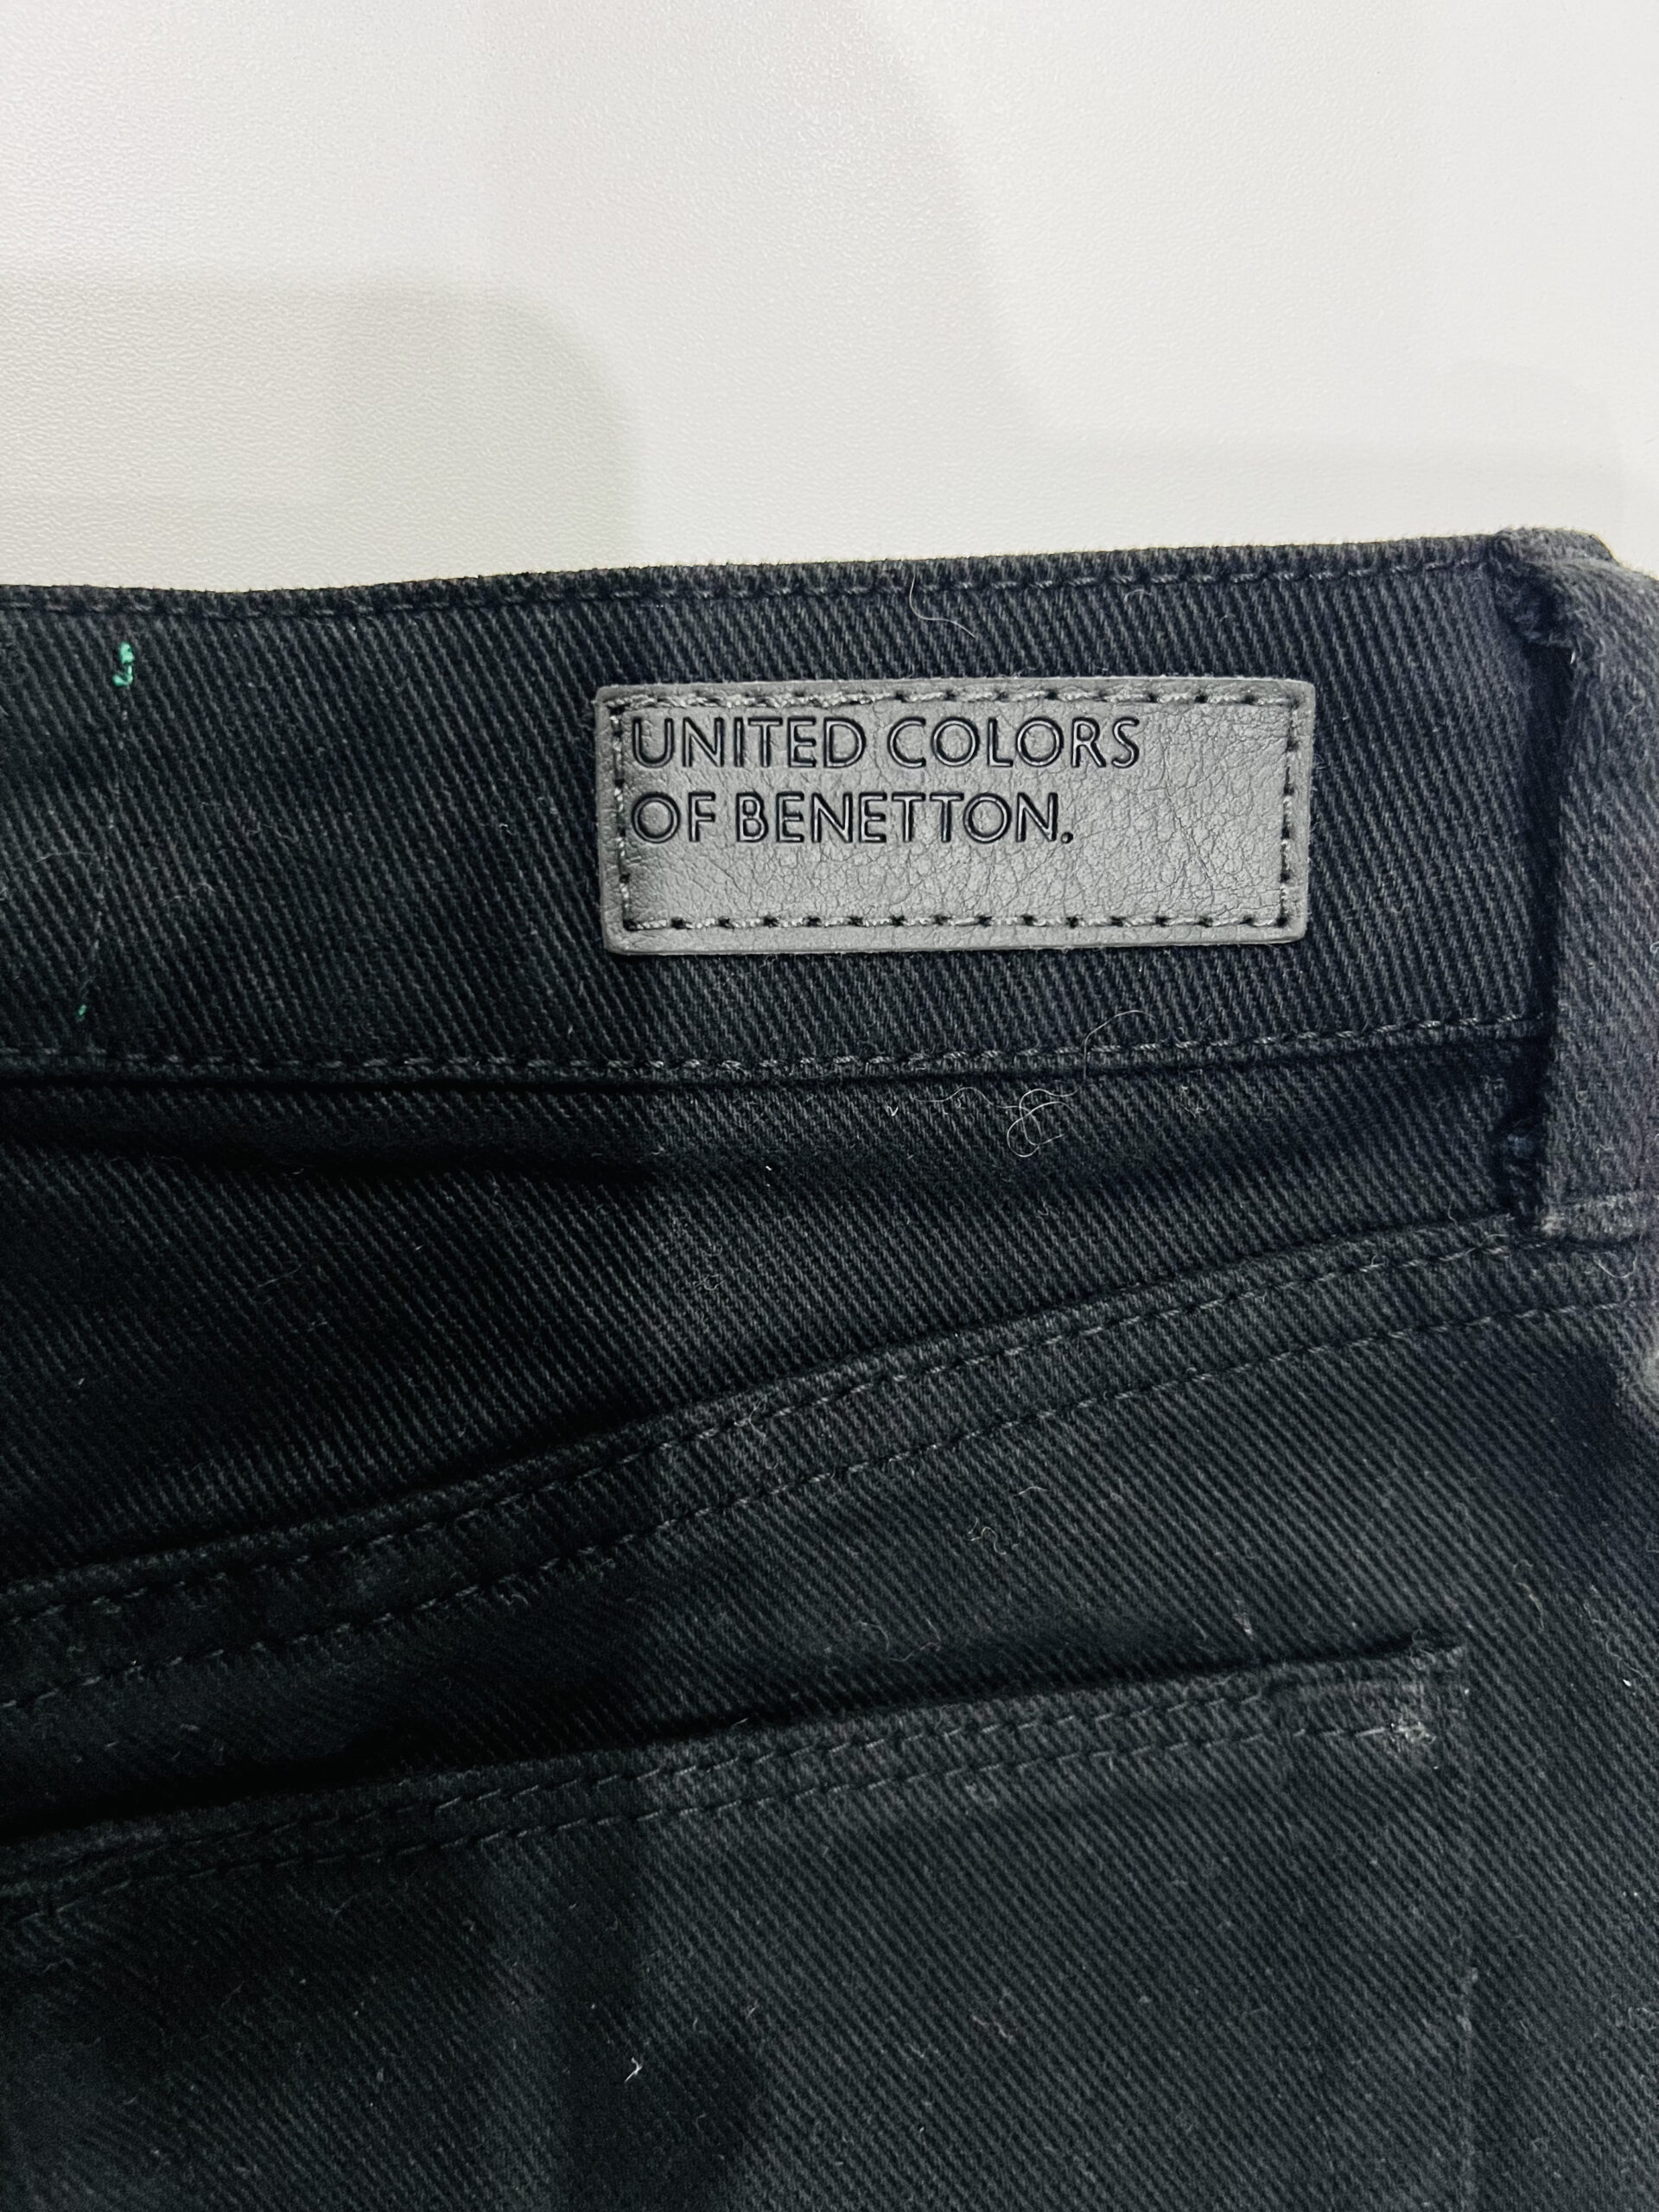 UNITED COLORS
OF BENETTON.